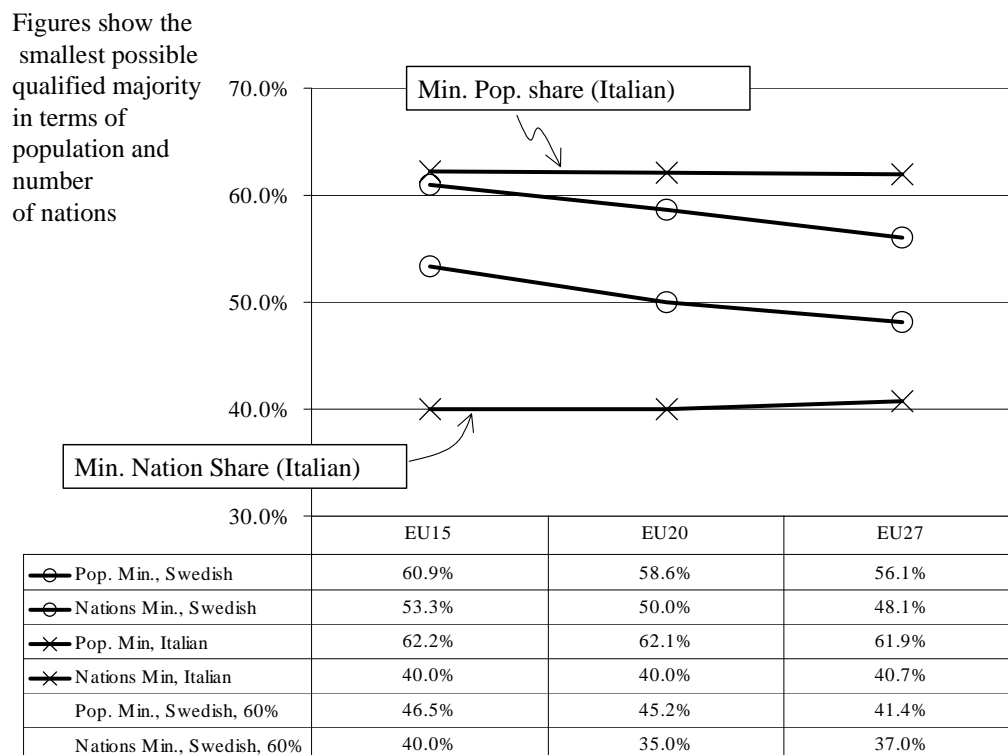 Figures show the
smallest possible
qualified majority
in terms of
population and
number
of nations
70.0%
60.0%
50.0%
40.0%
30.0%
Min. Pop. share (Italian)
Min. Nation Share (Italian)
EU15 EU20 EU27
Pop. Min., Swedish 60.9% 58.6% 56.1%
Nations Min., Swedish 53.3% 50.0% 48.1%
Pop. Min, Italian 62.2% 62.1% 61.9%
Nations Min, Italian 40.0% 40.0% 40.7%
Pop. Min., Swedish, 60% 46.5% 45.2% 41.4%
Nations Min., Swedish, 60% 40.0% 35.0% 37.0%